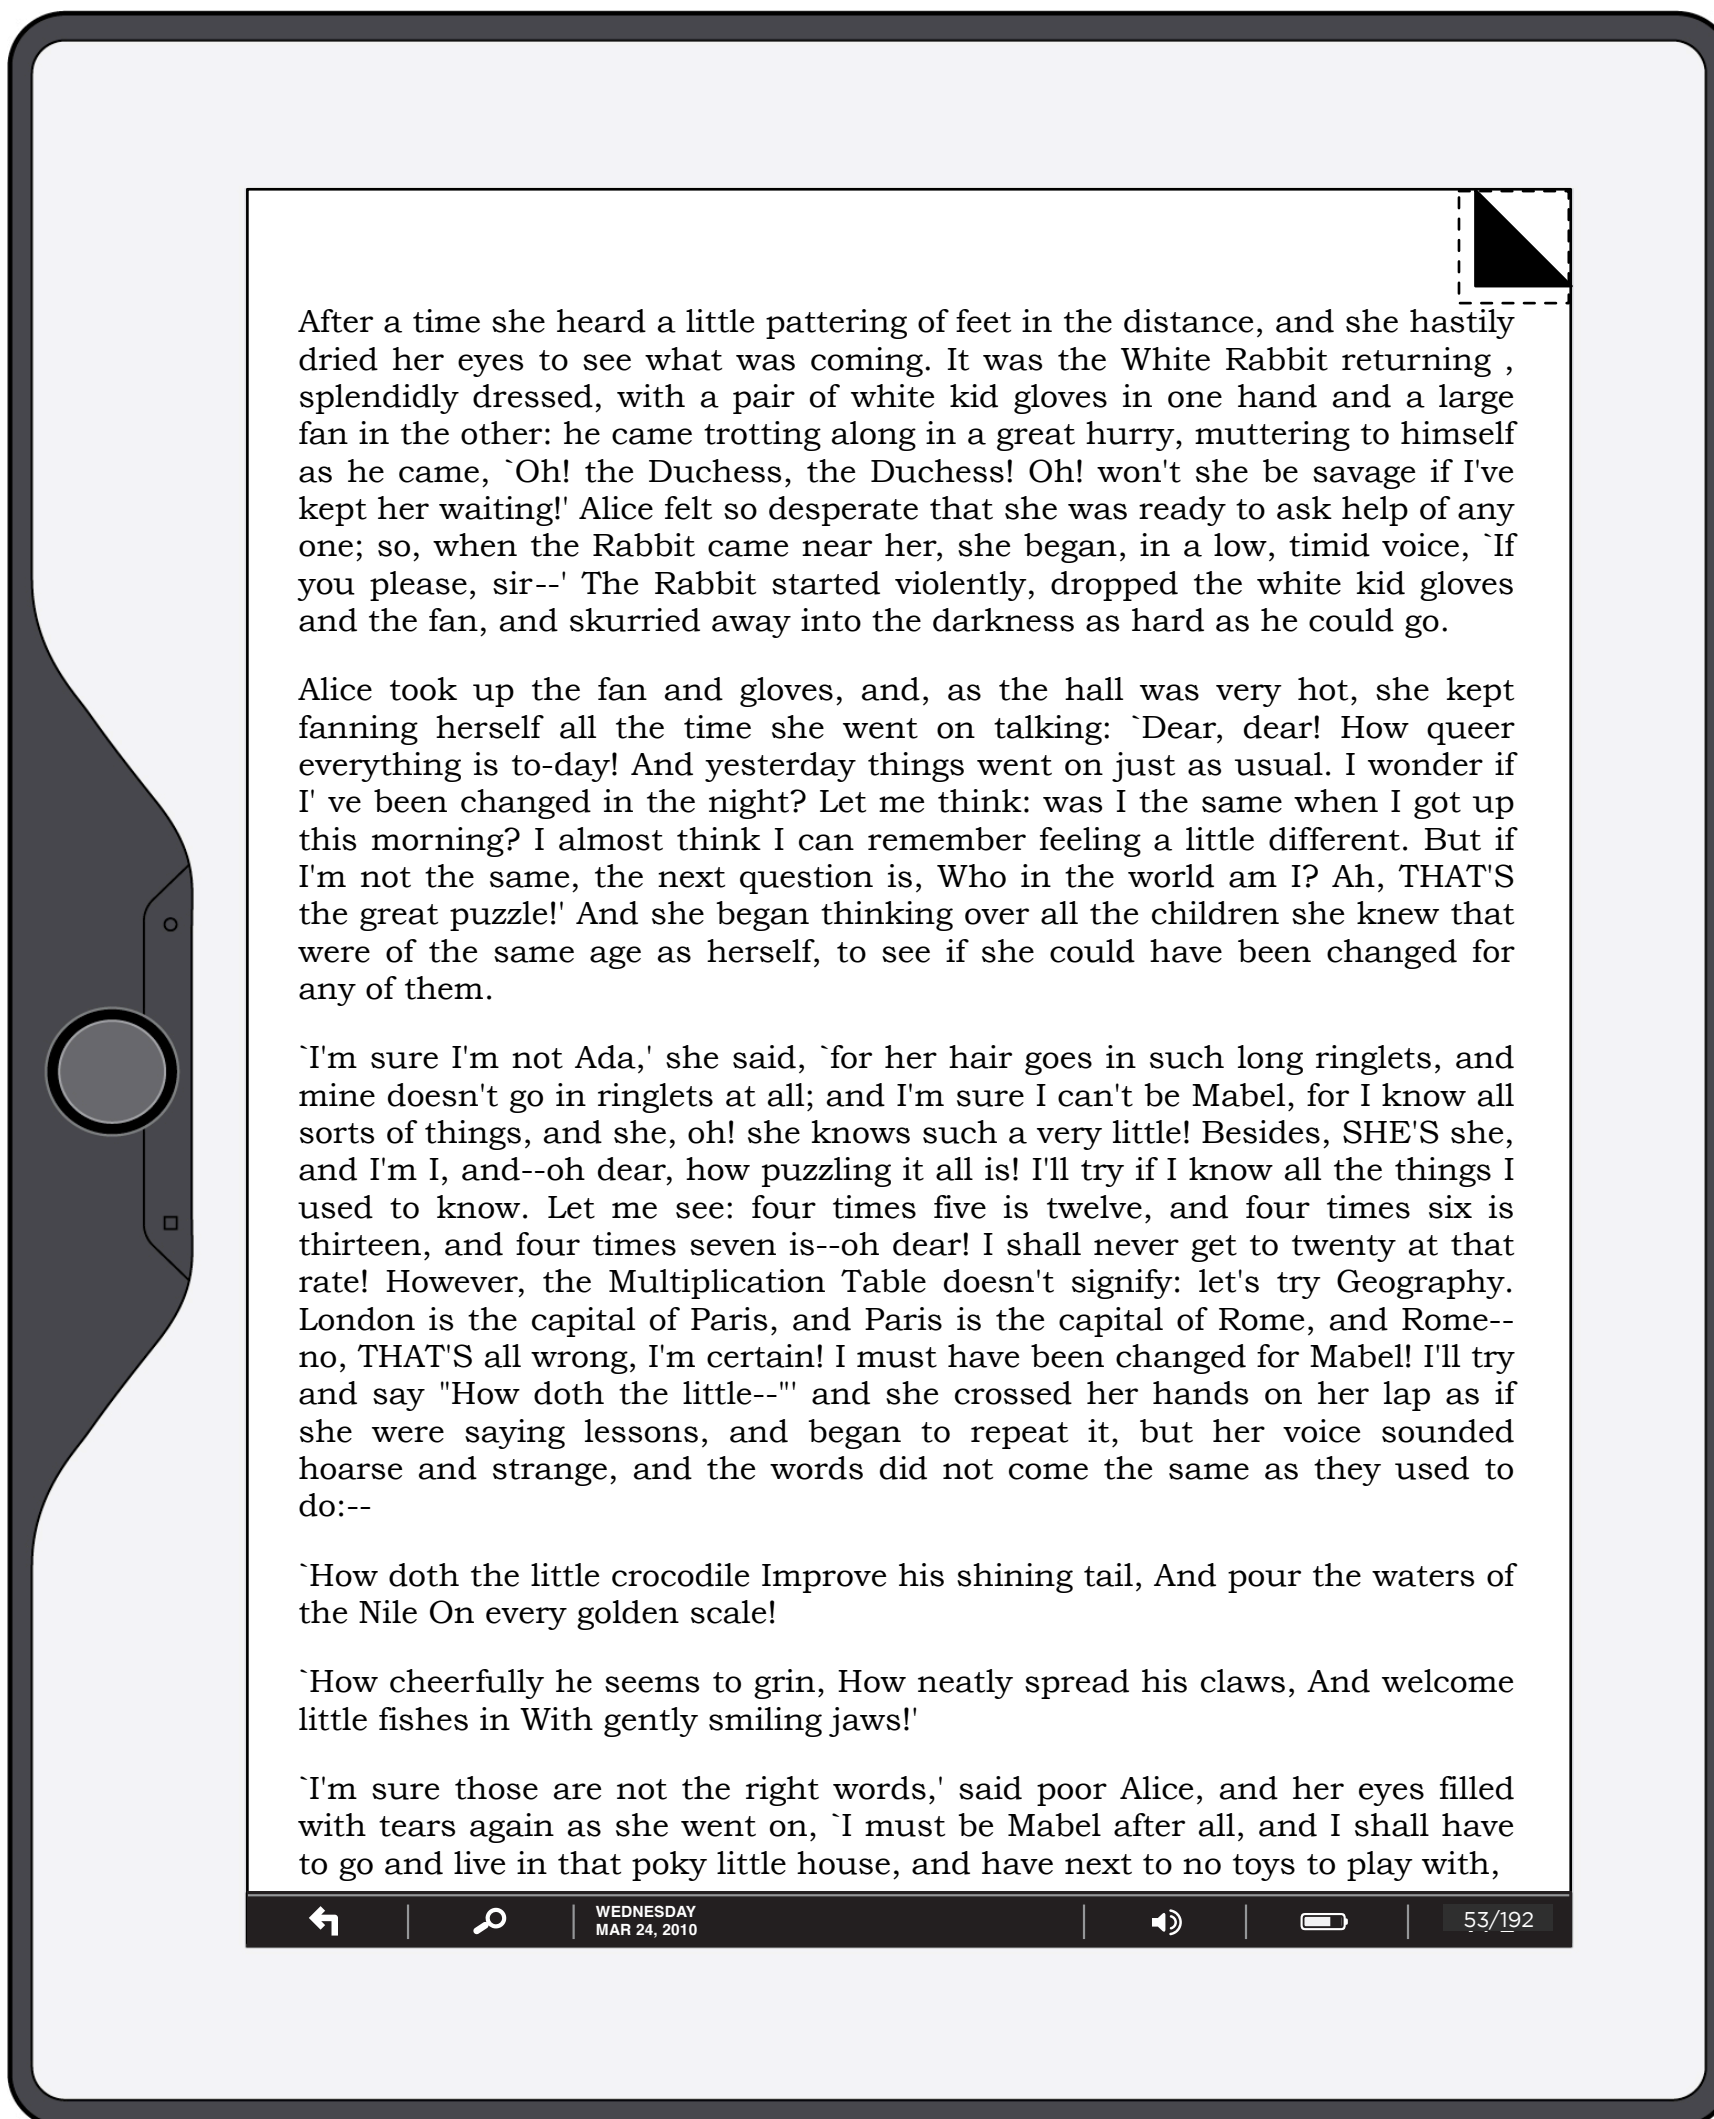 After a time she heard a little pattering of feet in the distance, and she hastily
dried her eyes to see what was coming. It was the White Rabbit returning ,
splendidly dressed, with a pair of white kid gloves in one hand and a large
fan in the other: he came trotting along in a great hurry, muttering to himself
as he came, `Oh! the Duchess, the Duchess! Oh! won't she be savage if I've
kept her waiting!' Alice felt so desperate that she was ready to ask help of any
one; so, when the Rabbit came near her, she began, in a low, timid voice, `If
you please, sir--' The Rabbit started violently, dropped the white kid gloves
and the fan, and skurried away into the darkness as hard as he could go.
Alice took up the fan and gloves, and, as the hall was very hot, she kept
fanning herself all the time she went on talking: `Dear, dear! How queer
everything is to-day! And yesterday things went on just as usual. I wonder if
I' ve been changed in the night? Let me think: was I the same when I got up
this morning? I almost think I can remember feeling a little different. But if
I'm not the same, the next question is, Who in the world am I? Ah, THAT'S
the great puzzle!' And she began thinking over all the children she knew that
were of the same age as herself, to see if she could have been changed for
any of them.
`I'm sure I'm not Ada,' she said, `for her hair goes in such long ringlets, and
mine doesn't go in ringlets at all; and I'm sure I can't be Mabel, for I know all
sorts of things, and she, oh! she knows such a very little! Besides, SHE'S she,
and I'm I, and--oh dear, how puzzling it all is! I'll try if I know all the things I
used to know. Let me see: four times five is twelve, and four times six is
thirteen, and four times seven is--oh dear! I shall never get to twenty at that
rate! However, the Multiplication Table doesn't signify: let's try Geography.
London is the capital of Paris, and Paris is the capital of Rome, and Rome--
no, THAT'S all wrong, I'm certain! I must have been changed for Mabel! I'll try
and say "How doth the little--"' and she crossed her hands on her lap as if
she were saying lessons, and began to repeat it, but her voice sounded
hoarse and strange, and the words did not come the same as they used to
do:--
`How doth the little crocodile Improve his shining tail, And pour the waters of
the Nile On every golden scale!
`How cheerfully he seems to grin, How neatly spread his claws, And welcome
little fishes in With gently smiling jaws!'
`I'm sure those are not the right words,' said poor Alice, and her eyes filled
with tears again as she went on, `I must be Mabel after all, and I shall have
to go and live in that poky little house, and have next to no toys to play with,
WEDNESDAY
MAR 24, 2010
53/192